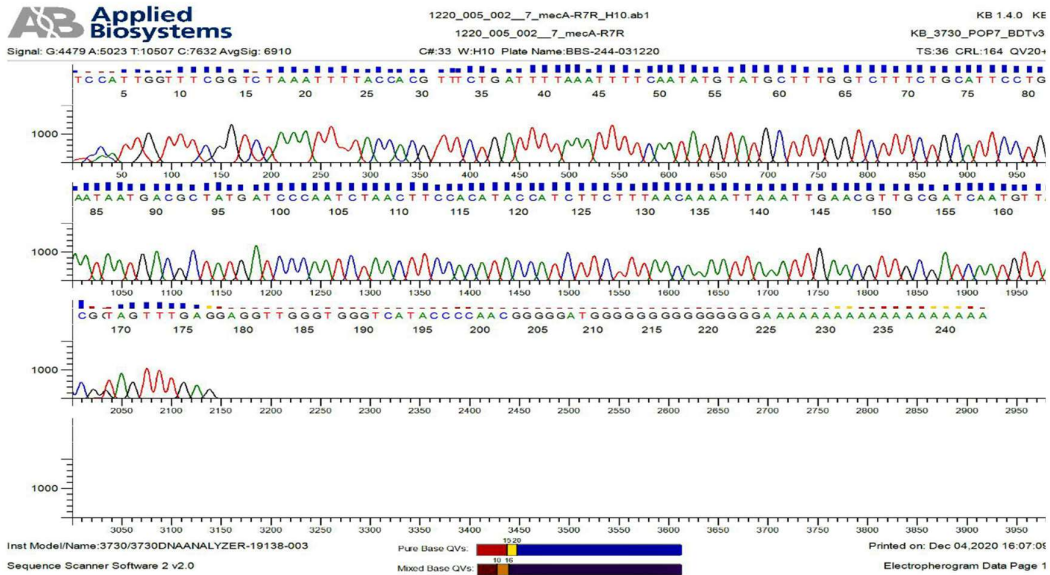 AB Applied Biosystems
1220_005_002__7_mecA-R7R_H10.ab1
KB 1.4.0 KB
1220_005_002__7_mecA-R7R
KB_3730_POP7_BDTv3
Signal: G:4479 A:5023 T:10507 C:7632 AvgSig: 6910
C#:33 W:H10 Plate Name:BBS-244-031220
TS:36 CRL:164 QV20+
TCCATTGGTTTCGGTCTAAATTTTACCACGTTTCTGATTTTAAATTTTCAATATGTATGCTTTGGTCTTTCTGCATTCCTG
5 10 15 20 25 30 35 40 45 50 55 60 65 70 75 80
1000
50 100 150 200 250 300 350 400 450 500 550 600 650 700 750 800 850 900 950
AATAATGACGCTATGATCCCAATCTAACTTCCACATACCATCTTCTTTAACAAAATTAAATTGAACGTTGCGATCAATGTT
85 90 95 100 105 110 115 120 125 130 135 140 145 150 155 160
1000
1050 1100 1150 1200 1250 1300 1350 1400 1450 1500 1550 1600 1650 1700 1750 1800 1850 1900 1950
CGCTAGTTTGAGGAGGTTGGGTGGGTCATACCCCAACGGGGGATGGGGGGGGGGGGGGGAAAAAAAAAAAAAAAAAAA
170 175 180 185 190 195 200 205 210 215 220 225 230 235 240
1000
2050 2100 2150 2200 2250 2300 2350 2400 2450 2500 2550 2600 2650 2700 2750 2800 2850 2900 2950
1000
3050 3100 3150 3200 3250 3300 3350 3400 3450 3500 3550 3600 3650 3700 3750 3800 3850 3900 3950
Inst Model/Name:3730/3730DNAANALYZER-19138-003
Pure Base QVs: 15 20
Printed on: Dec 04,2020 16:07:09
Sequence Scanner Software 2 v2.0
Mixed Base QVs: 10 16
Electropherogram Data Page 1